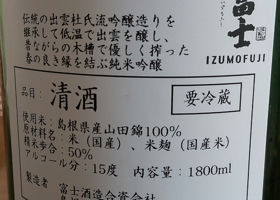 富士
IZUMOFUJI
伝統の出雲杜氏流吟醸造りを
継承して低温で出雲を醸し、
昔ながらの木槽で優しく搾った
春の良き縁を結ぶ純米吟醸
品目：清酒 要冷蔵
使用米：島根県産山田錦100%
原材料名：米（国産）、米麹（国産米）
精米歩合：50%
アルコール分：15度 内容量：1800ml
製造者 富士酒造合資会社